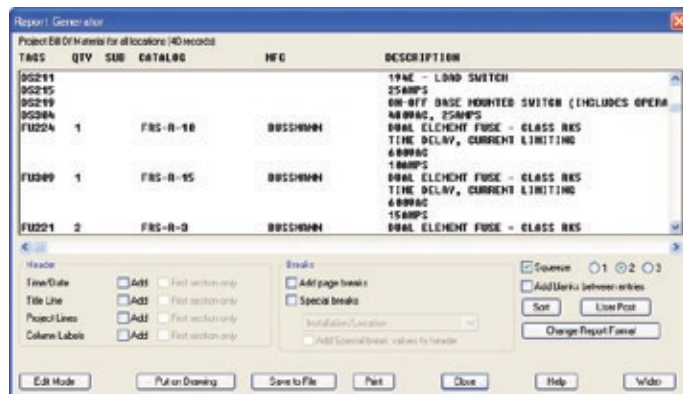 Report Generator
Project Bill Of Material for all locations (40 records)
TAGS QTY SUB CATALOG MFG DESCRIPTION
DS211 194E - LOAD SWITCH
DS215 25AMPS
DS219 ON-OFF BASE MOUNTED SWITCH (INCLUDES OPERA
DS304 480VAC, 25AMPS
FU224 1 FRS-R-10 BUSSMANN DUAL ELEMENT FUSE - CLASS RK5
TIME DELAY, CURRENT LIMITING
600VAC
10AMPS
FU309 1 FRS-R-15 BUSSMANN DUAL ELEMENT FUSE - CLASS RK5
TIME DELAY, CURRENT LIMITING
600VAC
15AMPS
FU221 2 FRS-R-3 BUSSMANN DUAL ELEMENT FUSE - CLASS RK5
Header
Time/Date Add First section only
Title Line Add First section only
Project Lines Add First section only
Column Labels Add First section only
Breaks
Add page breaks
Special breaks
Installation/Location
Add Special break values to header
Squeeze 1 2 3
Add blanks between entries
Sort User Post
Change Report Format
Edit Mode Put on Drawing Save to File Print Close Help Wider